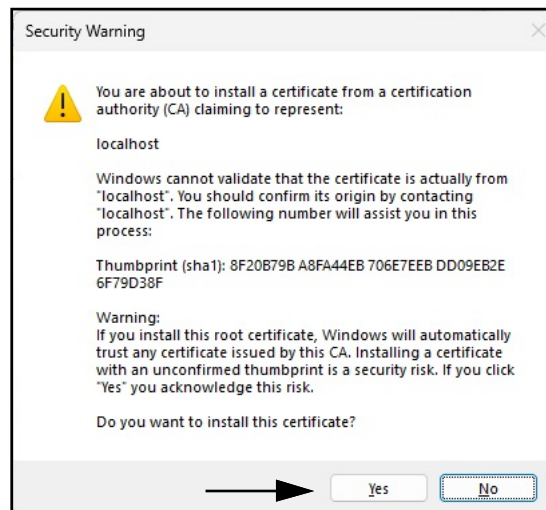 Security Warning
You are about to install a certificate from a certification
authority (CA) claiming to represent:
localhost
Windows cannot validate that the certificate is actually from
"localhost". You should confirm its origin by contacting
"localhost". The following number will assist you in this
process:
Thumbprint (sha1): 8F20B79B A8FA44EB 706E7EEB DD09EB2E
6F79D38F
Warning:
If you install this root certificate, Windows will automatically
trust any certificate issued by this CA. Installing a certificate
with an unconfirmed thumbprint is a security risk. If you click
"Yes" you acknowledge this risk.
Do you want to install this certificate?
Yes No